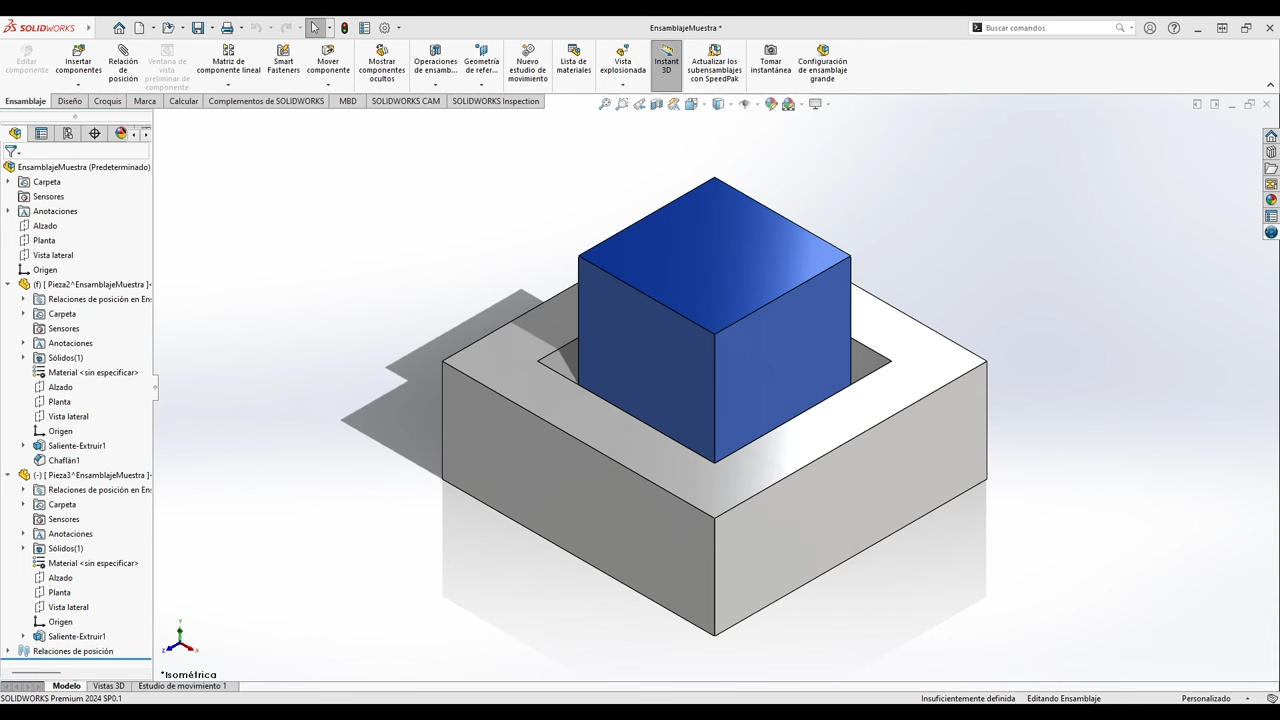 SOLIDWORKS
EnsamblajeMuestra *
Buscar comandos
Editar componente
Insertar componentes
Relación de posición
Ventana de vista preliminar de componente
Matriz de componente lineal
Smart Fasteners
Mover componente
Mostrar componentes ocultos
Operaciones de ensamb...
Geometría de refer...
Nuevo estudio de movimiento
Lista de materiales
Vista explosionada
Instant 3D
Actualizar los subensamblajes con SpeedPak
Tomar instantánea
Configuración de ensamblaje grande
Ensamblaje
Diseño
Croquis
Marca
Calcular
Complementos de SOLIDWORKS
MBD
SOLIDWORKS CAM
SOLIDWORKS Inspection
EnsamblajeMuestra (Predeterminado)
Carpeta
Sensores
Anotaciones
Alzado
Planta
Vista lateral
Origen
(f) [ Pieza2^EnsamblajeMuestra ]
Relaciones de posición en Ens
Carpeta
Sensores
Anotaciones
Sólidos(1)
Material <sin especificar>
Alzado
Planta
Vista lateral
Origen
Saliente-Extruir1
Chaflán1
(-) [ Pieza3^EnsamblajeMuestra ]
Relaciones de posición en Ens
Carpeta
Sensores
Anotaciones
Sólidos(1)
Material <sin especificar>
Alzado
Planta
Vista lateral
Origen
Saliente-Extruir1
Relaciones de posición
Y
Z
X
*Isométrica
Modelo
Vistas 3D
Estudio de movimiento 1
SOLIDWORKS Premium 2024 SP0.1
Insuficientemente definida
Editando Ensamblaje
Personalizado